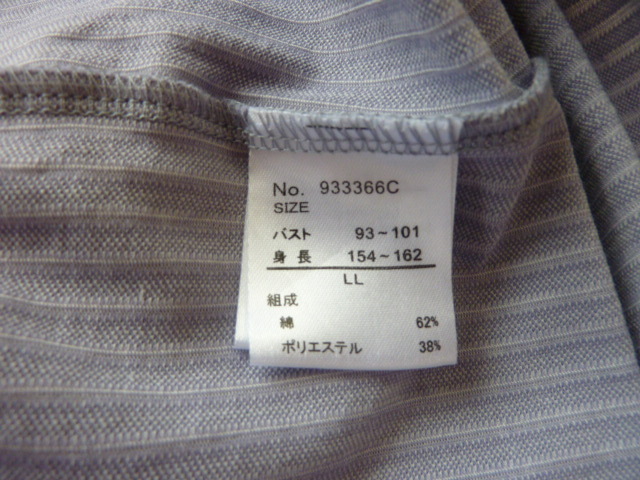 No. 933366C
SIZE
バスト 93~101
身長 154~162
LL
組成
綿 62%
ポリエステル 38%